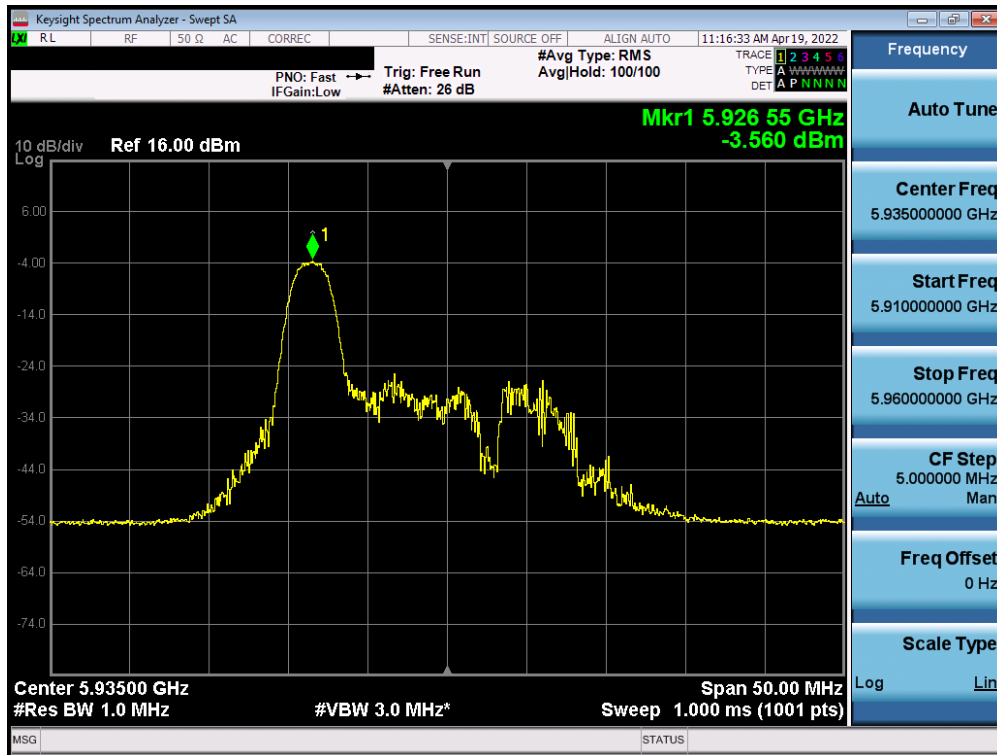 Keysight Spectrum Analyzer - Swept SA
LXI RL RF 50 Ω AC CORREC SENSE:INT SOURCE OFF ALIGN AUTO 11:16:33 AM Apr 19, 2022
PNO: Fast
IFGain:Low
Trig: Free Run
#Atten: 26 dB
#Avg Type: RMS
Avg|Hold: 100/100
TRACE 1 2 3 4 5 6
TYPE A WWWWW
DET A P N N N N
Mkr1 5.926 55 GHz
-3.560 dBm
10 dB/div Ref 16.00 dBm
Log
1
6.00
-4.00
-14.0
-24.0
-34.0
-44.0
-54.0
-64.0
-74.0
Center 5.93500 GHz Span 50.00 MHz
#Res BW 1.0 MHz #VBW 3.0 MHz* Sweep 1.000 ms (1001 pts)
MSG STATUS
Frequency
Auto Tune
Center Freq
5.935000000 GHz
Start Freq
5.910000000 GHz
Stop Freq
5.960000000 GHz
CF Step
5.000000 MHz
Auto Man
Freq Offset
0 Hz
Scale Type
Log Lin